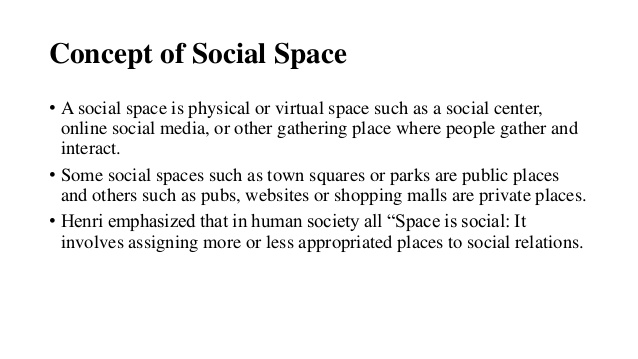 Concept of Social Space
• A social space is physical or virtual space such as a social center,
online social media, or other gathering place where people gather and
interact.
• Some social spaces such as town squares or parks are public places
and others such as pubs, websites or shopping malls are private places.
• Henri emphasized that in human society all “Space is social: It
involves assigning more or less appropriated places to social relations.